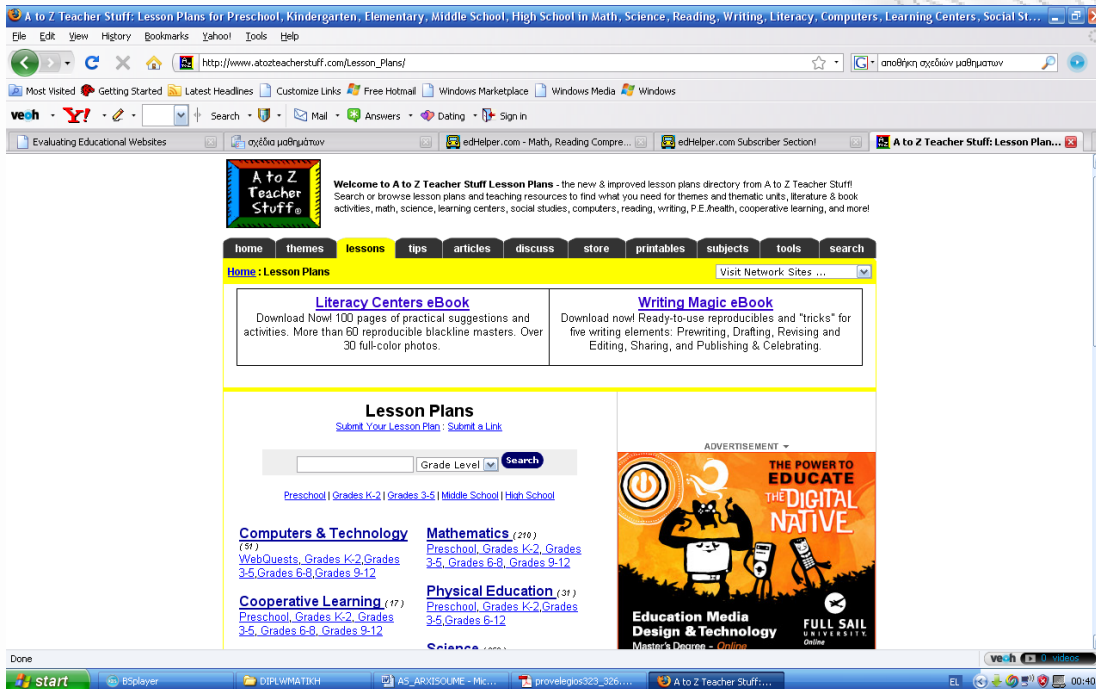 A to Z Teacher Stuff: Lesson Plans for Preschool, Kindergarten, Elementary, Middle School, High School in Math, Science, Reading, Writing, Literacy, Computers, Learning Centers, Social St...
File Edit View History Bookmarks Yahoo! Tools Help
http://www.atozteacherstuff.com/Lesson_Plans/
αποθήκη σχεδιών μαθηματων
Most Visited Getting Started Latest Headlines Customize Links Free Hotmail Windows Marketplace Windows Media Windows
veoh Y! Search Mail Answers Dating Sign in
Evaluating Educational Websites σχέδια μαθημάτων edHelper.com - Math, Reading Compre... edHelper.com Subscriber Section! A to Z Teacher Stuff: Lesson Plan...
A to Z
Teacher
Stuff®
Welcome to A to Z Teacher Stuff Lesson Plans - the new & improved lesson plans directory from A to Z Teacher Stuff!
Search or browse lesson plans and teaching resources to find what you need for themes and thematic units, literature & book
activities, math, science, learning centers, social studies, computers, reading, writing, P.E./health, cooperative learning, and more!
home themes lessons tips articles discuss store printables subjects tools search
Home : Lesson Plans
Visit Network Sites ...
Literacy Centers eBook
Download Now! 100 pages of practical suggestions and
activities. More than 60 reproducible blackline masters. Over
30 full-color photos.
Writing Magic eBook
Download now! Ready-to-use reproducibles and "tricks" for
five writing elements: Prewriting, Drafting, Revising and
Editing, Sharing, and Publishing & Celebrating.
Lesson Plans
Submit Your Lesson Plan : Submit a Link
Grade Level Search
Preschool | Grades K-2 | Grades 3-5 | Middle School | High School
Computers & Technology
(51)
WebQuests, Grades K-2,Grades
3-5,Grades 6-8,Grades 9-12
Cooperative Learning (17)
Preschool, Grades K-2, Grades
3-5, Grades 6-8, Grades 9-12
Mathematics (210)
Preschool, Grades K-2, Grades
3-5, Grades 6-8, Grades 9-12
Physical Education (31)
Preschool, Grades K-2,Grades
3-5,Grades 6-12
Science
ADVERTISEMENT
THE POWER TO
EDUCATE
THE DIGITAL
NATIVE
Education Media
Design & Technology
Master's Degree - Online
FULL SAIL
UNIVERSITY.
Online
Done
veoh 0 videos
start BSplayer DIPLWMATIKH AS_ARXISOUME - Mic... provelegios323_326.... A to Z Teacher Stuff:... EL 00:40